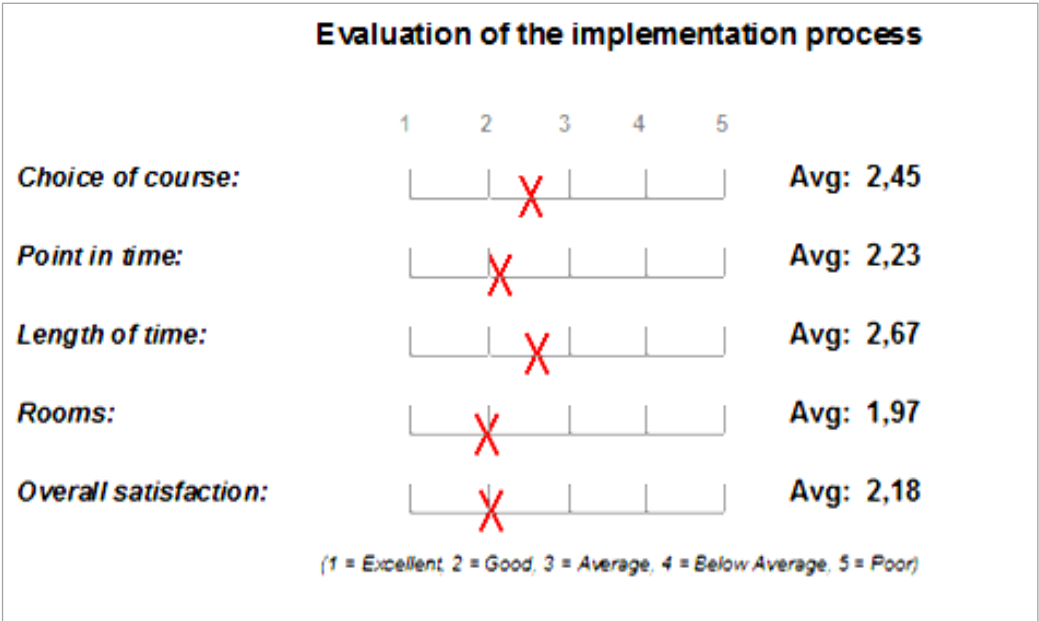 Evaluation of the implementation process
1 2 3 4 5
Choice of course: Avg: 2,45
Point in time: Avg: 2,23
Length of time: Avg: 2,67
Rooms: Avg: 1,97
Overall satisfaction: Avg: 2,18
(1 = Excellent, 2 = Good, 3 = Average, 4 = Below Average, 5 = Poor)